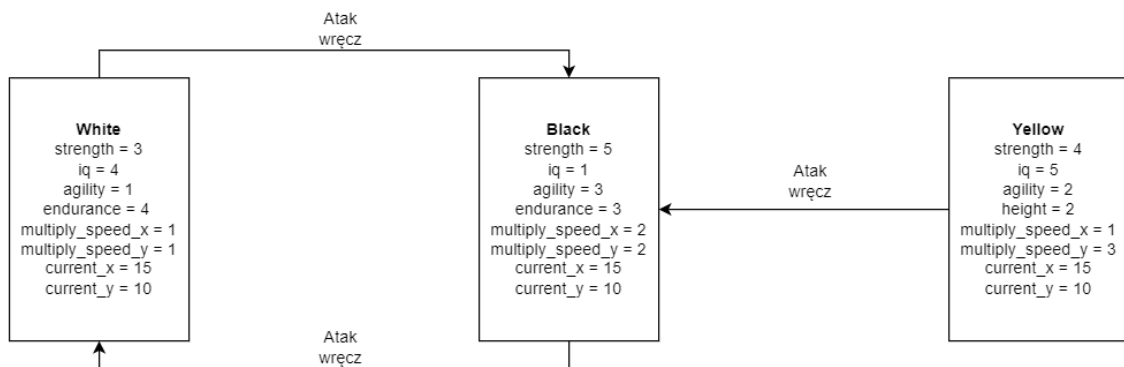 Atak
wręcz
White
strength = 3
iq = 4
agility = 1
endurance = 4
multiply_speed_x = 1
multiply_speed_y = 1
current_x = 15
current_y = 10
Black
strength = 5
iq = 1
agility = 3
endurance = 3
multiply_speed_x = 2
multiply_speed_y = 2
current_x = 15
current_y = 10
Atak
wręcz
Yellow
strength = 4
iq = 5
agility = 2
height = 2
multiply_speed_x = 1
multiply_speed_y = 3
current_x = 15
current_y = 10
Atak
wręcz